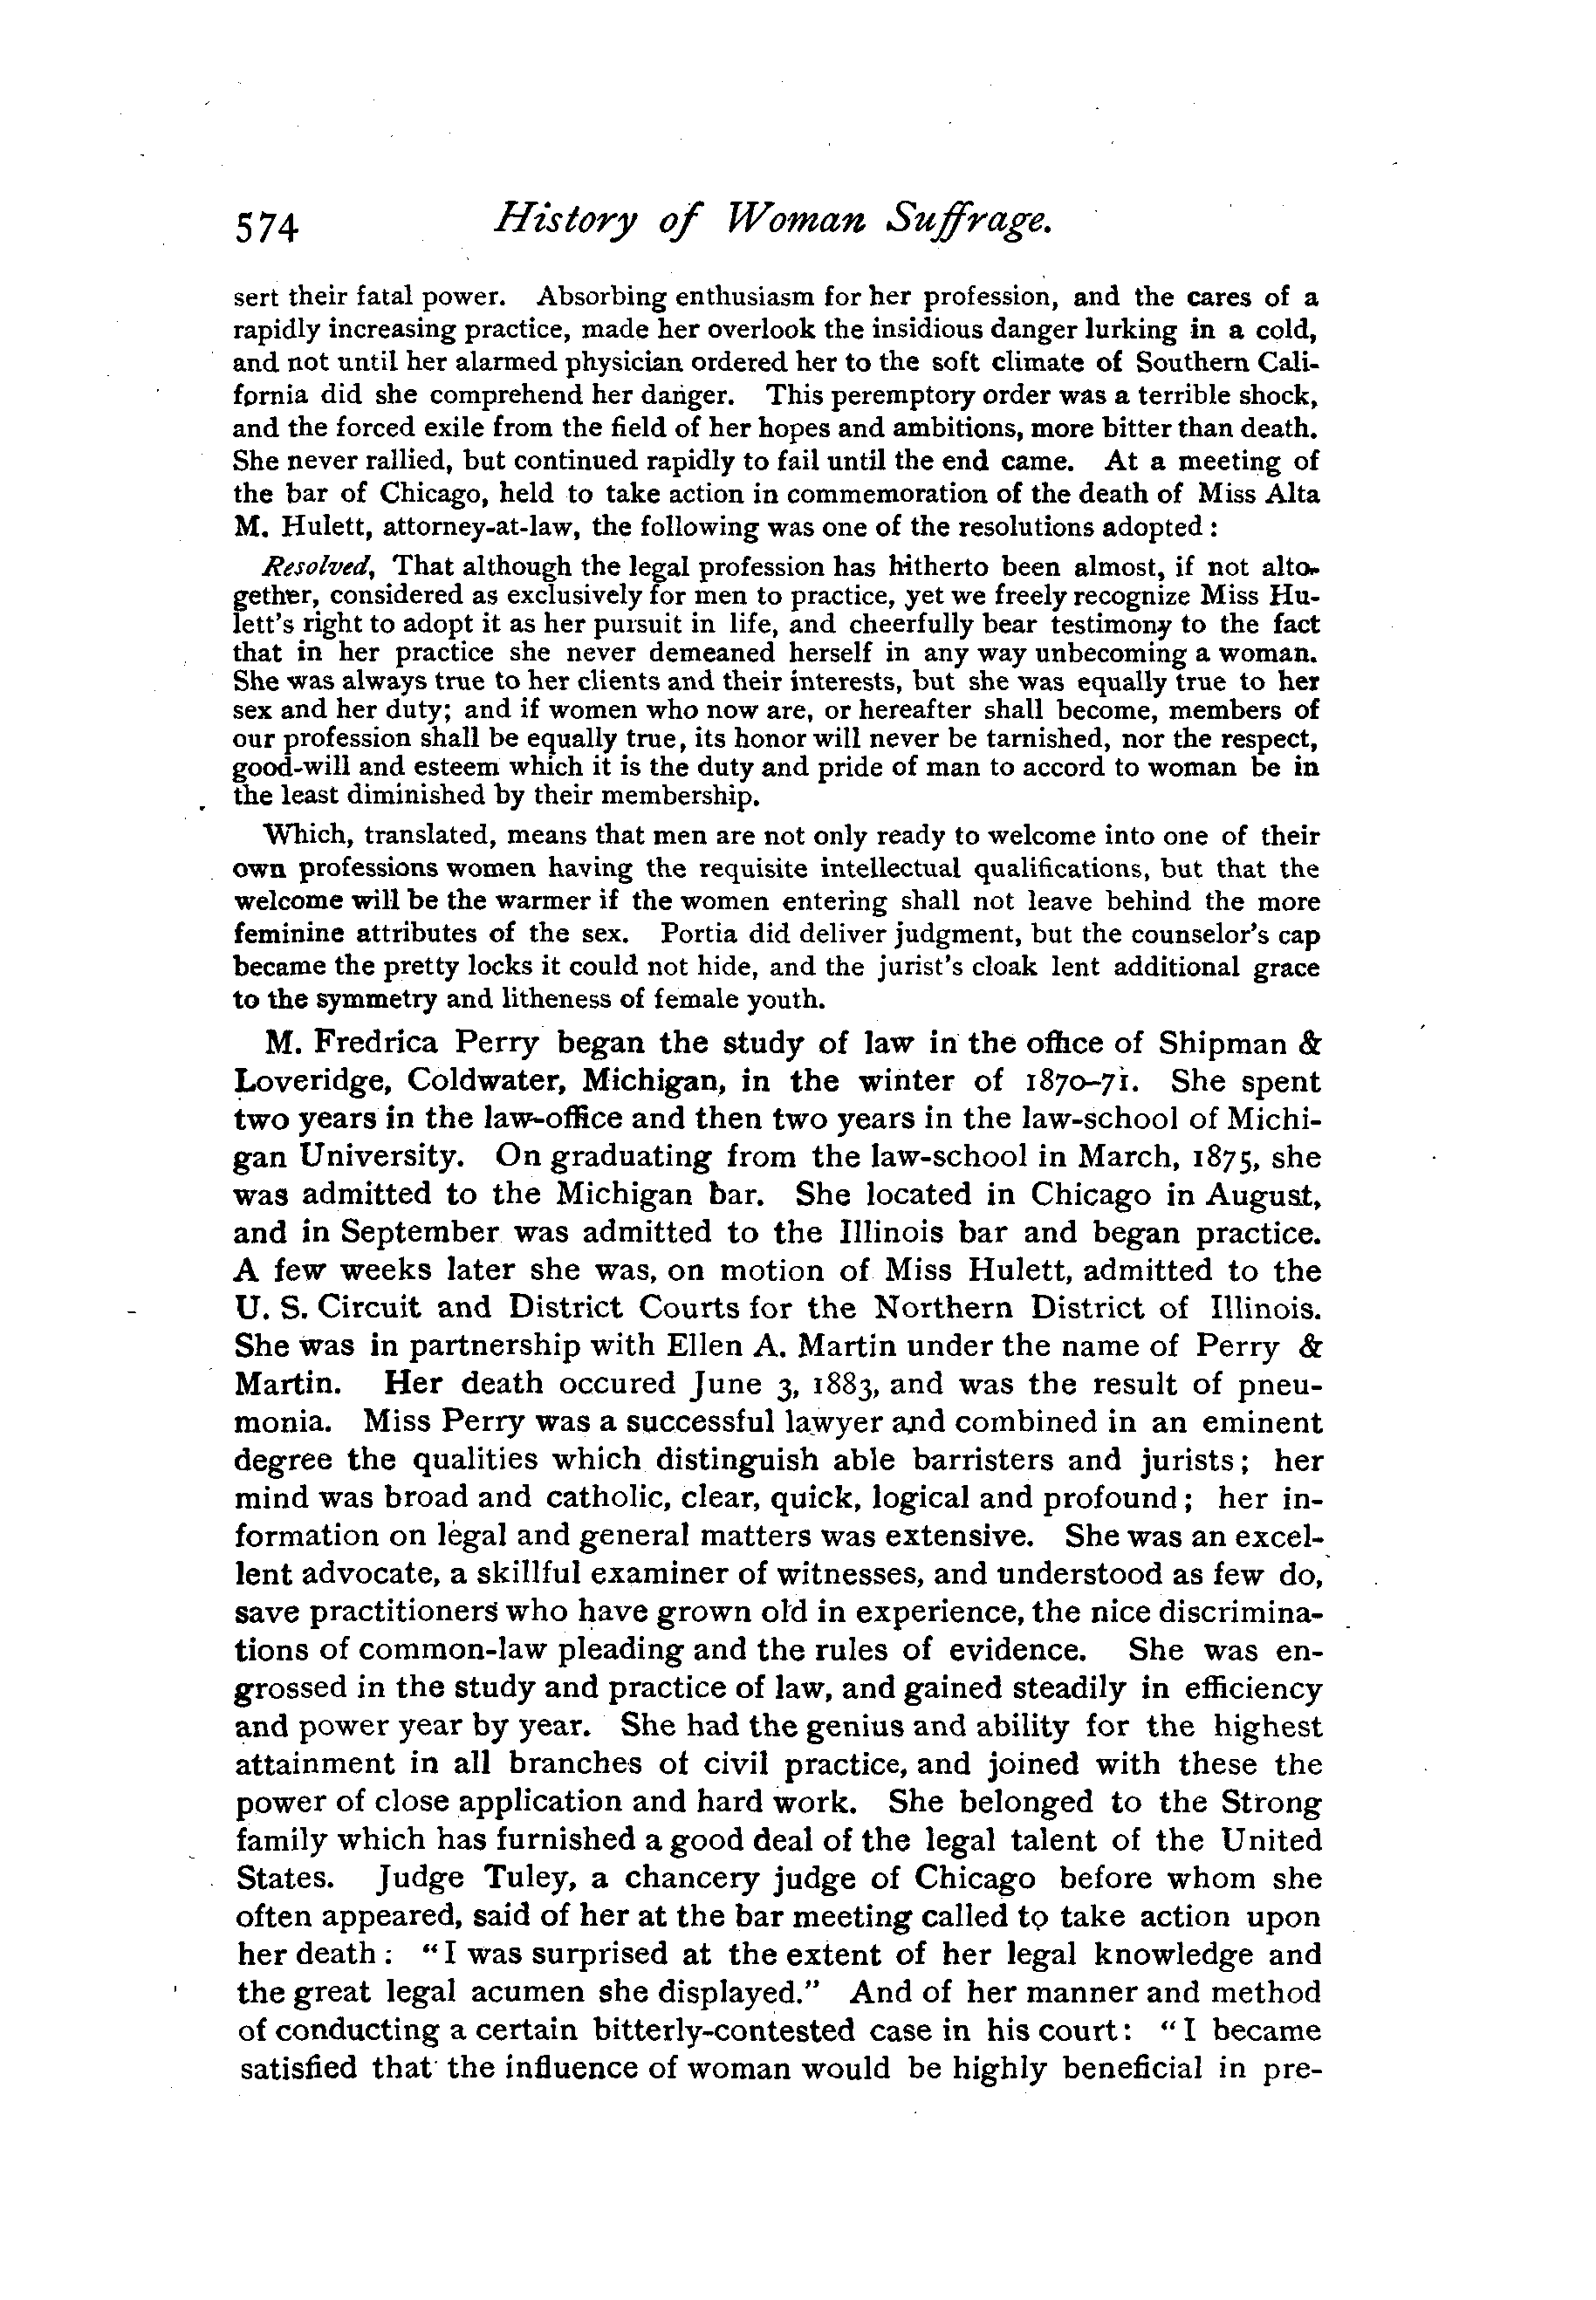 574 History of Woman Suffrage.
sert their fatal power. Absorbing enthusiasm for her profession, and the cares of a
rapidly increasing practice, made her overlook the insidious danger lurking in a cold,
and not until her alarmed physician ordered her to the soft climate of Southern Cali-
fornia did she comprehend her danger. This peremptory order was a terrible shock,
and the forced exile from the field of her hopes and ambitions, more bitter than death.
She never rallied, but continued rapidly to fail until the end came. At a meeting of
the bar of Chicago, held to take action in commemoration of the death of Miss Alta
M. Hulett, attorney-at-law, the following was one of the resolutions adopted :
Resolved, That although the legal profession has hitherto been almost, if not alto-
gether, considered as exclusively for men to practice, yet we freely recognize Miss Hu-
lett's right to adopt it as her pursuit in life, and cheerfully bear testimony to the fact
that in her practice she never demeaned herself in any way unbecoming a woman.
She was always true to her clients and their interests, but she was equally true to her
sex and her duty; and if women who now are, or hereafter shall become, members of
our profession shall be equally true, its honor will never be tarnished, nor the respect,
good-will and esteem which it is the duty and pride of man to accord to woman be in
the least diminished by their membership.
Which, translated, means that men are not only ready to welcome into one of their
own professions women having the requisite intellectual qualifications, but that the
welcome will be the warmer if the women entering shall not leave behind the more
feminine attributes of the sex. Portia did deliver judgment, but the counselor's cap
became the pretty locks it could not hide, and the jurist's cloak lent additional grace
to the symmetry and litheness of female youth.
M. Fredrica Perry began the study of law in the office of Shipman &
Loveridge, Coldwater, Michigan, in the winter of 1870–71. She spent
two years in the law-office and then two years in the law-school of Michi-
gan University. On graduating from the law-school in March, 1875, she
was admitted to the Michigan bar. She located in Chicago in August,
and in September was admitted to the Illinois bar and began practice.
A few weeks later she was, on motion of Miss Hulett, admitted to the
U. S. Circuit and District Courts for the Northern District of Illinois.
She was in partnership with Ellen A. Martin under the name of Perry &
Martin. Her death occured June 3, 1883, and was the result of pneu-
monia. Miss Perry was a successful lawyer and combined in an eminent
degree the qualities which distinguish able barristers and jurists; her
mind was broad and catholic, clear, quick, logical and profound; her in-
formation on legal and general matters was extensive. She was an excel-
lent advocate, a skillful examiner of witnesses, and understood as few do,
save practitioners who have grown old in experience, the nice discrimina-
tions of common-law pleading and the rules of evidence. She was en-
grossed in the study and practice of law, and gained steadily in efficiency
and power year by year. She had the genius and ability for the highest
attainment in all branches of civil practice, and joined with these the
power of close application and hard work. She belonged to the Strong
family which has furnished a good deal of the legal talent of the United
States. Judge Tuley, a chancery judge of Chicago before whom she
often appeared, said of her at the bar meeting called to take action upon
her death : "I was surprised at the extent of her legal knowledge and
the great legal acumen she displayed." And of her manner and method
of conducting a certain bitterly-contested case in his court: "I became
satisfied that the influence of woman would be highly beneficial in pre-